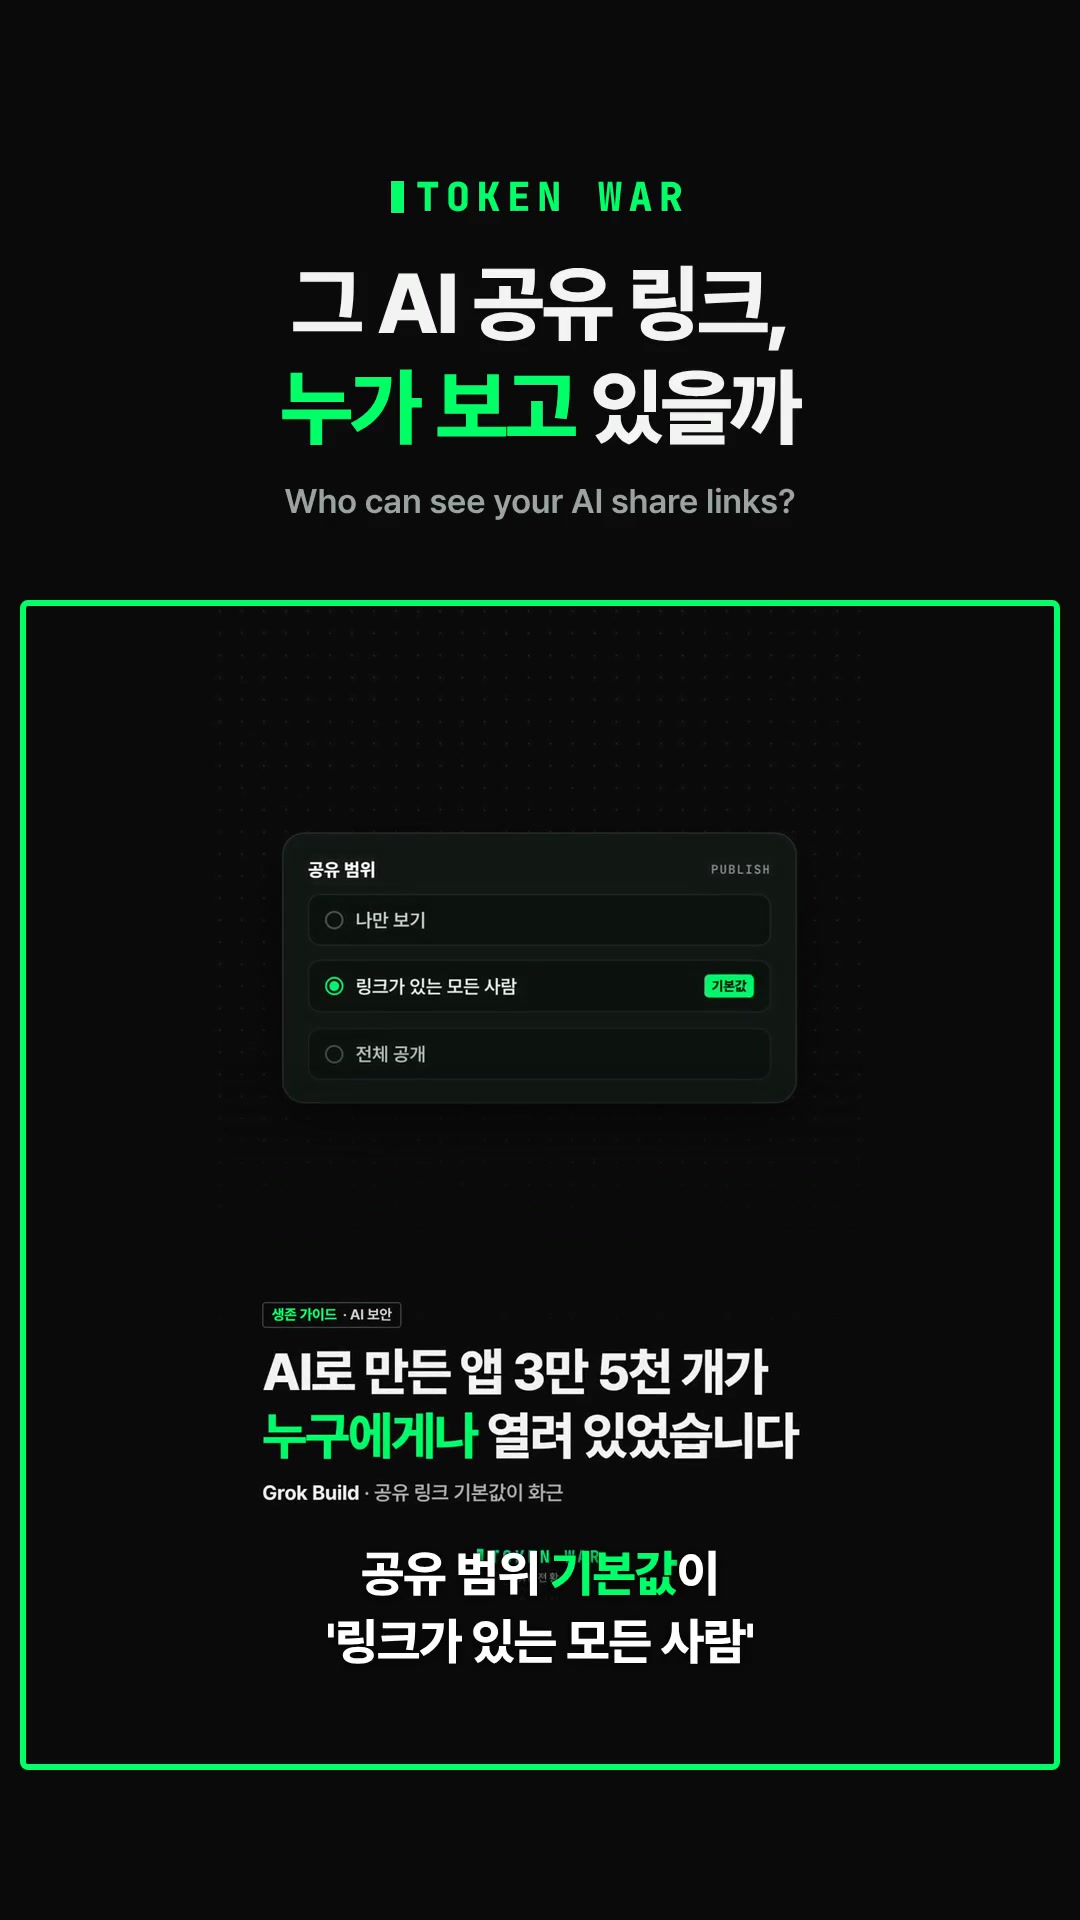 TOKEN WAR
그 AI 공유 링크,
누가 보고 있을까
Who can see your AI share links?
공유 범위
PUBLISH
나만 보기
링크가 있는 모든 사람
기본값
전체 공개
생존 가이드 · AI 보안
AI로 만든 앱 3만 5천 개가
누구에게나 열려 있었습니다
Grok Build · 공유 링크 기본값이 화근
공유 범위 기본값이
'링크가 있는 모든 사람'